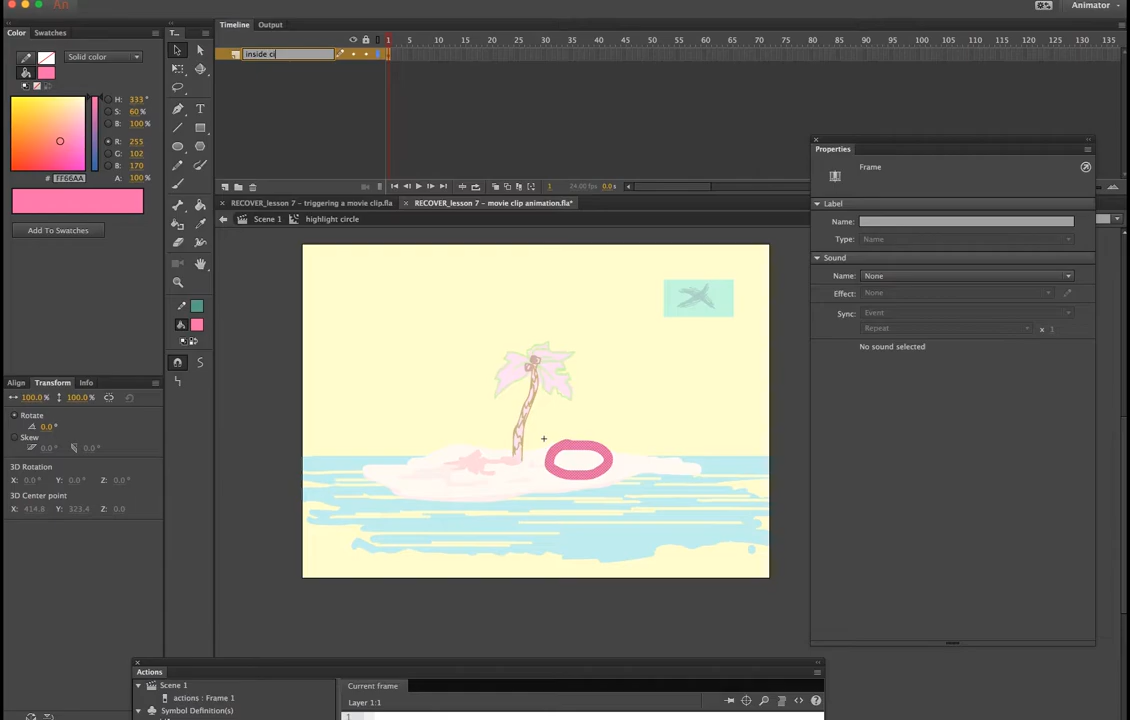 An
Animator
Color Swatches
T...
Timeline Output
1 5 10 15 20 25 30 35 40 45 50 55 60 65 70 75 80 85 90 95 100 105 110 115 120 125 130 135
inside ci
Solid color
H: 333 °
S: 60 %
B: 100 %
R: 255
G: 102
B: 170
# FF66AA A: 100 %
Add To Swatches
1 24.00 fps 0.0 s
RECOVER_lesson 7 - triggering a movie clip.fla
RECOVER_lesson 7 - movie clip animation.fla*
Scene 1 highlight circle
Properties
Frame
Label
Name:
Type: Name
Sound
Name: None
Effect: None
Sync: Event
Repeat x 1
No sound selected
Align Transform Info
100.0 % 100.0 %
Rotate
0.0 °
Skew
0.0 ° 0.0 °
3D Rotation
X: 0.0 ° Y: 0.0 ° Z: 0.0 °
3D Center point
X: 414.8 Y: 323.4 Z: 0.0
Actions
Scene 1
actions : Frame 1
Symbol Definition(s)
Current frame
Layer 1:1
1